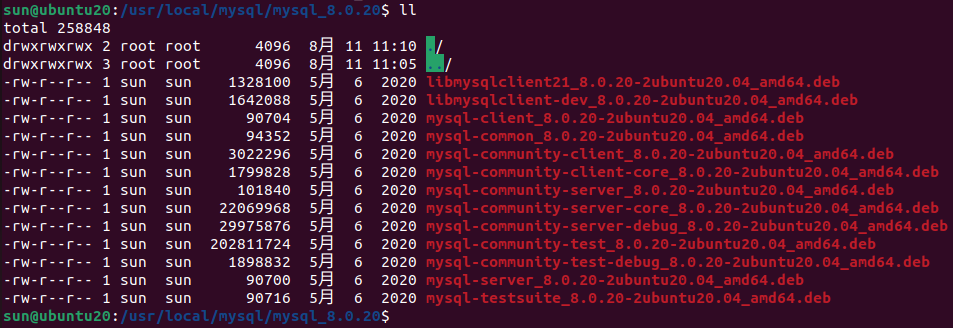 sun@ubuntu20:/usr/local/mysql/mysql_8.0.20$ ll
total 258848
drwxrwxrwx 2 root root      4096  8月 11 11:10 ./
drwxrwxrwx 3 root root      4096  8月 11 11:05 ../
-rw-r--r-- 1 sun  sun    1328100  5月  6  2020 libmysqlclient21_8.0.20-2ubuntu20.04_amd64.deb
-rw-r--r-- 1 sun  sun    1642088  5月  6  2020 libmysqlclient-dev_8.0.20-2ubuntu20.04_amd64.deb
-rw-r--r-- 1 sun  sun      90704  5月  6  2020 mysql-client_8.0.20-2ubuntu20.04_amd64.deb
-rw-r--r-- 1 sun  sun      94352  5月  6  2020 mysql-common_8.0.20-2ubuntu20.04_amd64.deb
-rw-r--r-- 1 sun  sun    3022296  5月  6  2020 mysql-community-client_8.0.20-2ubuntu20.04_amd64.deb
-rw-r--r-- 1 sun  sun    1799828  5月  6  2020 mysql-community-client-core_8.0.20-2ubuntu20.04_amd64.deb
-rw-r--r-- 1 sun  sun     101840  5月  6  2020 mysql-community-server_8.0.20-2ubuntu20.04_amd64.deb
-rw-r--r-- 1 sun  sun   22069968  5月  6  2020 mysql-community-server-core_8.0.20-2ubuntu20.04_amd64.deb
-rw-r--r-- 1 sun  sun   29975876  5月  6  2020 mysql-community-server-debug_8.0.20-2ubuntu20.04_amd64.deb
-rw-r--r-- 1 sun  sun  202811724  5月  6  2020 mysql-community-test_8.0.20-2ubuntu20.04_amd64.deb
-rw-r--r-- 1 sun  sun    1898832  5月  6  2020 mysql-community-test-debug_8.0.20-2ubuntu20.04_amd64.deb
-rw-r--r-- 1 sun  sun      90700  5月  6  2020 mysql-server_8.0.20-2ubuntu20.04_amd64.deb
-rw-r--r-- 1 sun  sun      90716  5月  6  2020 mysql-testsuite_8.0.20-2ubuntu20.04_amd64.deb
sun@ubuntu20:/usr/local/mysql/mysql_8.0.20$